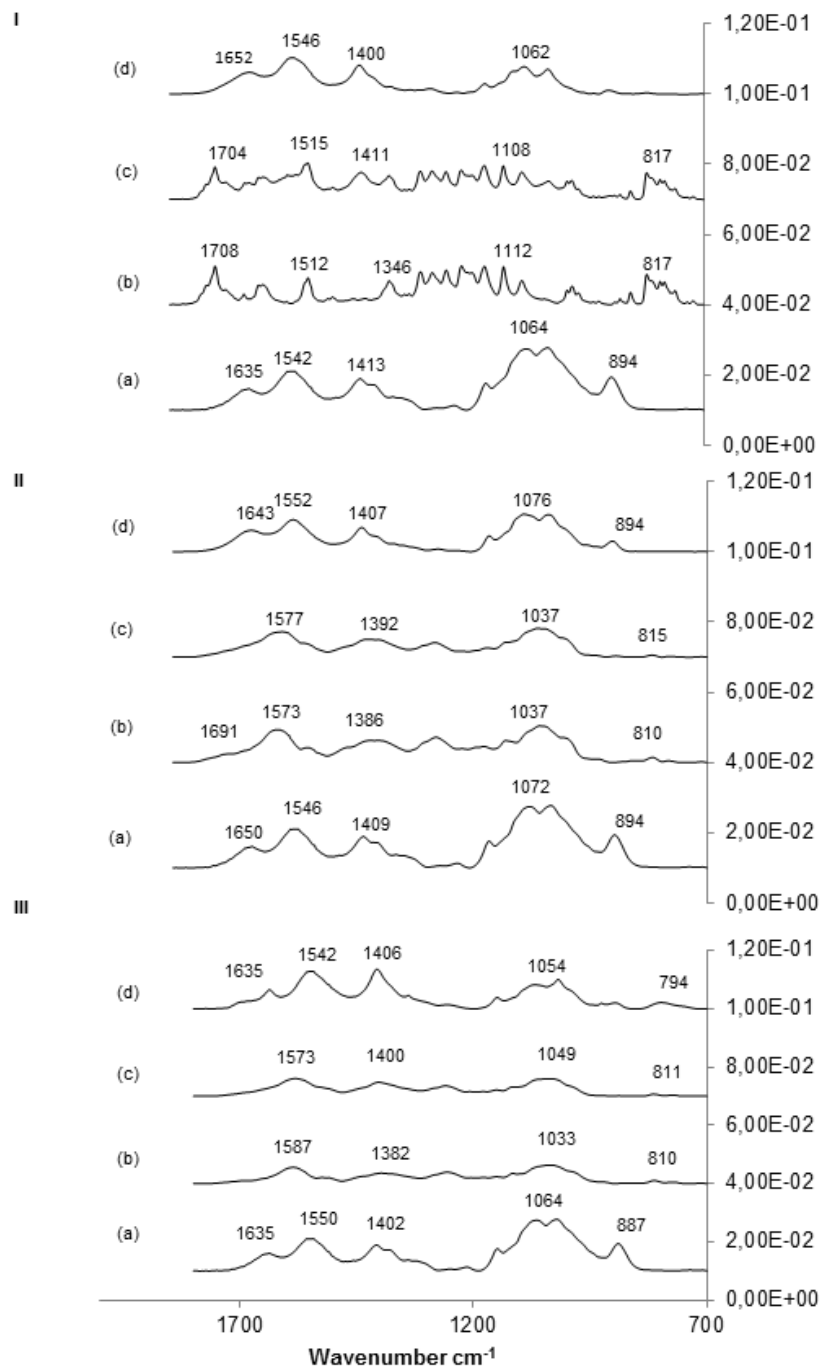 I
1,20E-01
(d) 1652 1546 1400 1062
1,00E-01
(c) 1704 1515 1411 1108 817
8,00E-02
6,00E-02
(b) 1708 1512 1346 1112 817
4,00E-02
(a) 1635 1542 1413 1064 894
2,00E-02
0,00E+00
II
1,20E-01
(d) 1643 1552 1407 1076 894
1,00E-01
(c) 1577 1392 1037 815
8,00E-02
6,00E-02
(b) 1691 1573 1386 1037 810
4,00E-02
(a) 1650 1546 1409 1072 894
2,00E-02
0,00E+00
III
1,20E-01
(d) 1635 1542 1406 1054 794
1,00E-01
(c) 1573 1400 1049 811
8,00E-02
6,00E-02
(b) 1587 1382 1033 810
4,00E-02
(a) 1635 1550 1402 1064 887
2,00E-02
0,00E+00
1700 1200 700
Wavenumber cm-1